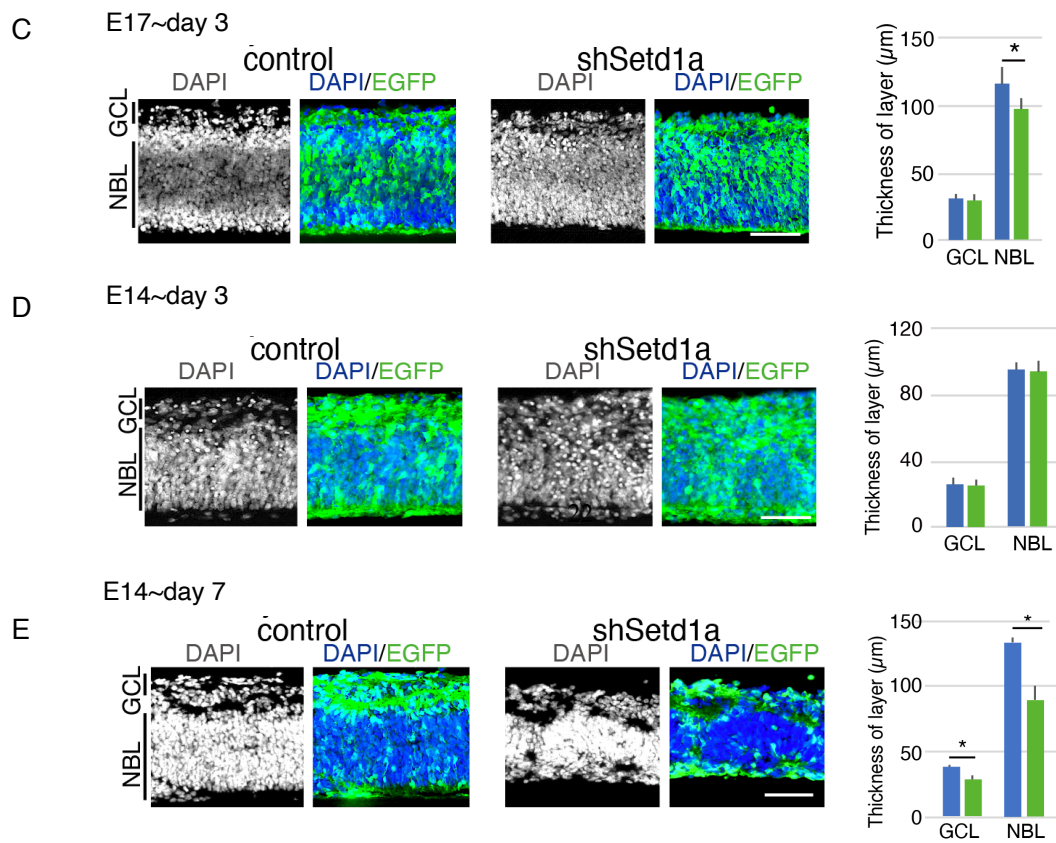 C
E17~day 3
control
shSetd1a
DAPI
DAPI/EGFP
DAPI
DAPI/EGFP
GCL
NBL
Thickness of layer (µm)
150
100
50
0
*
GCL NBL
D
E14~day 3
control
shSetd1a
DAPI
DAPI/EGFP
DAPI
DAPI/EGFP
GCL
NBL
Thickness of layer (µm)
120
80
40
0
GCL NBL
E
E14~day 7
control
shSetd1a
DAPI
DAPI/EGFP
DAPI
DAPI/EGFP
GCL
NBL
Thickness of layer (µm)
150
100
50
0
*
*
GCL NBL